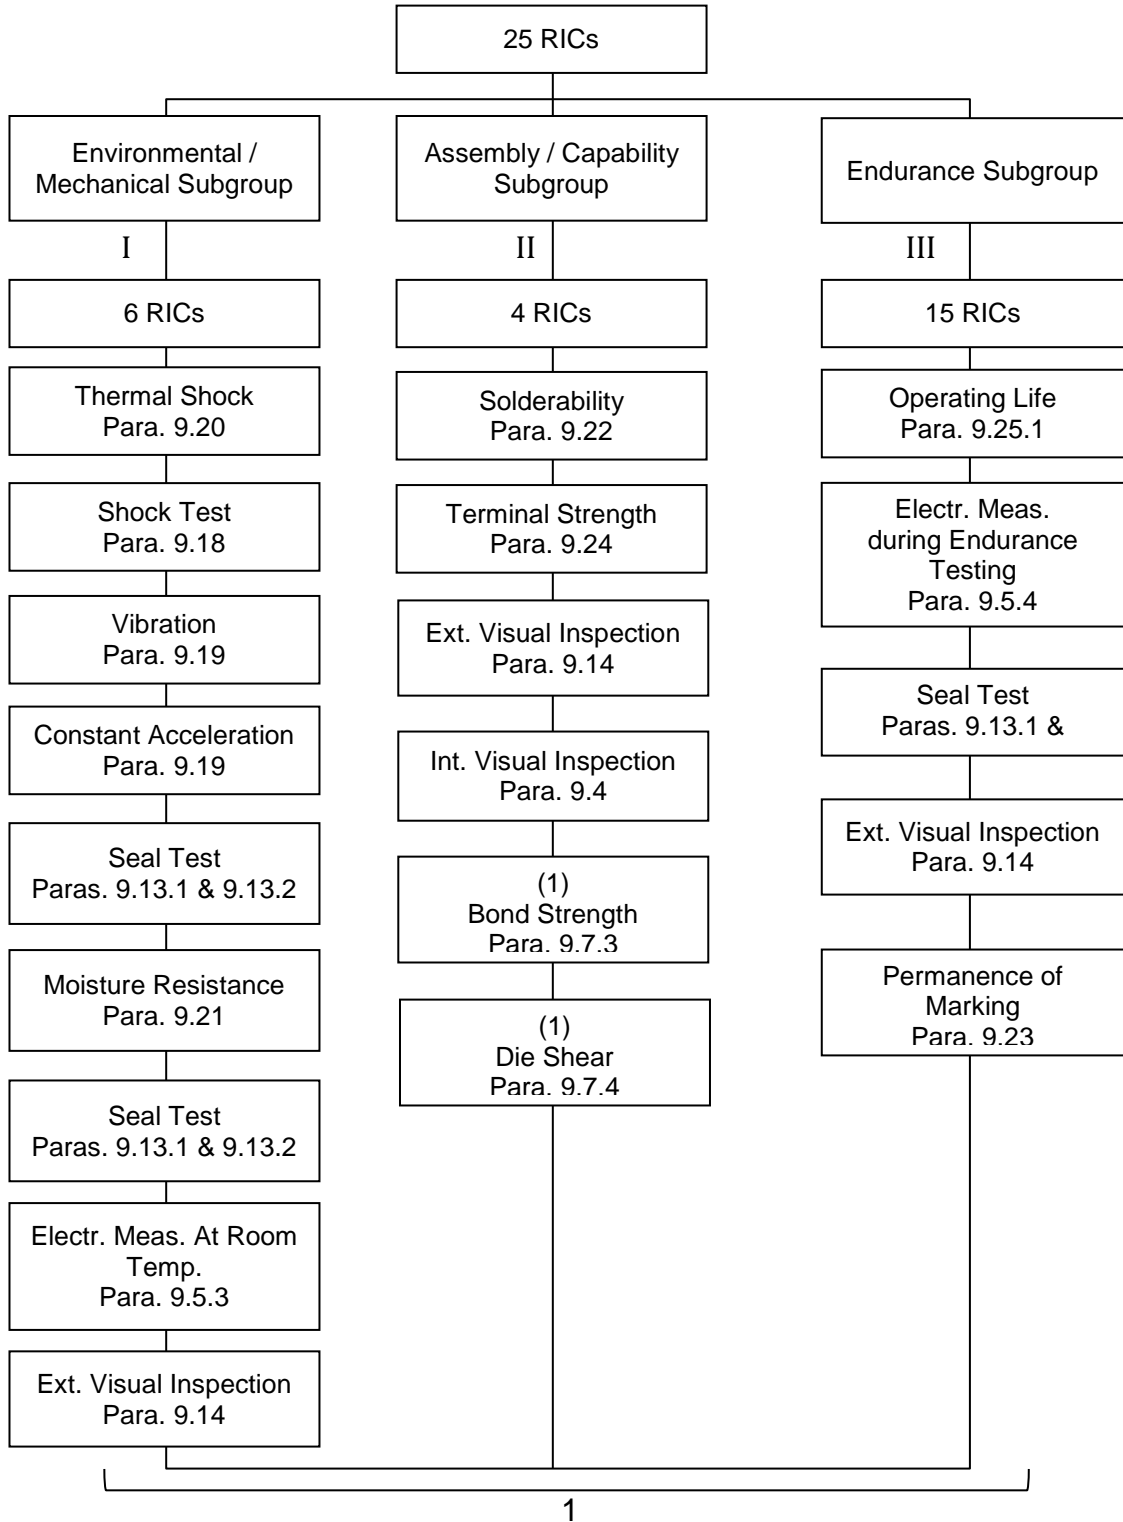 25 RICs
Environmental /
Mechanical Subgroup
I
6 RICs
Thermal Shock
Para. 9.20
Shock Test
Para. 9.18
Vibration
Para. 9.19
Constant Acceleration
Para. 9.19
Seal Test
Paras. 9.13.1 & 9.13.2
Moisture Resistance
Para. 9.21
Seal Test
Paras. 9.13.1 & 9.13.2
Electr. Meas. At Room
Temp.
Para. 9.5.3
Ext. Visual Inspection
Para. 9.14
Assembly / Capability
Subgroup
II
4 RICs
Solderability
Para. 9.22
Terminal Strength
Para. 9.24
Ext. Visual Inspection
Para. 9.14
Int. Visual Inspection
Para. 9.4
(1)
Bond Strength
Para. 9.7.3
(1)
Die Shear
Para. 9.7.4
Endurance Subgroup
III
15 RICs
Operating Life
Para. 9.25.1
Electr. Meas.
during Endurance
Testing
Para. 9.5.4
Seal Test
Paras. 9.13.1 &
Ext. Visual Inspection
Para. 9.14
Permanence of
Marking
Para. 9.23
1